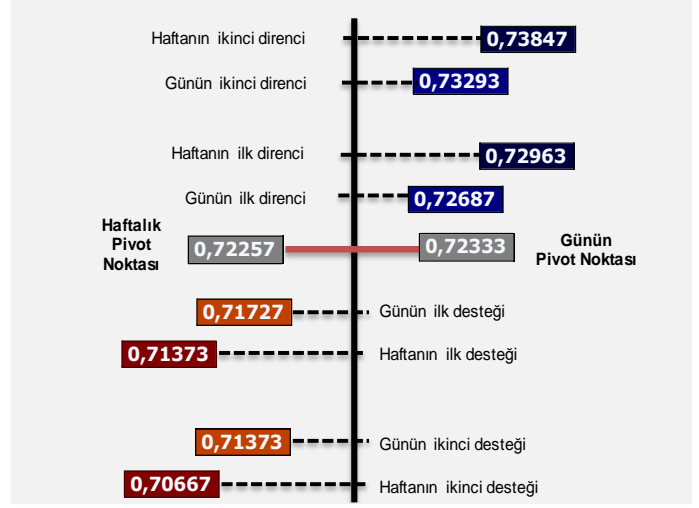 Haftanın ikinci direnci
0,73847
Günün ikinci direnci
0,73293
Haftanın ilk direnci
0,72963
Günün ilk direnci
0,72687
Haftalık
Pivot
Noktası
0,72257
0,72333
Günün
Pivot Noktası
0,71727
Günün ilk desteği
0,71373
Haftanın ilk desteği
0,71373
Günün ikinci desteği
0,70667
Haftanın ikinci desteği